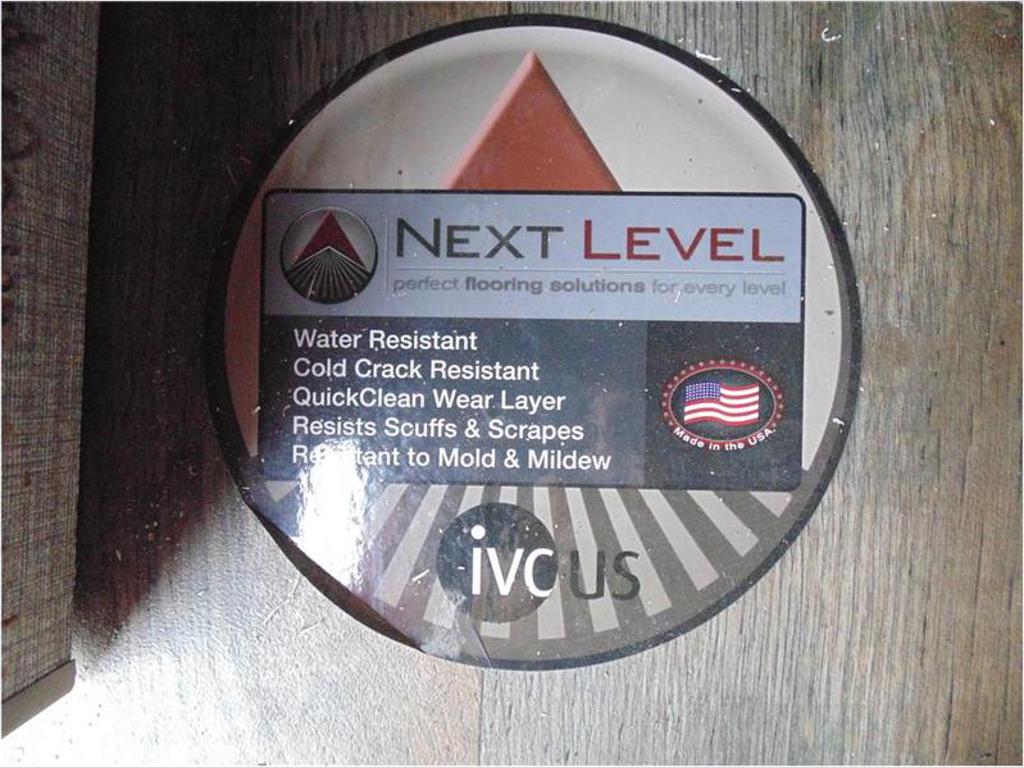 NEXT LEVEL
perfect flooring solutions for every level
Water Resistant
Cold Crack Resistant
QuickClean Wear Layer
Resists Scuffs & Scrapes
Resistant to Mold & Mildew
Made in the USA
ivc us